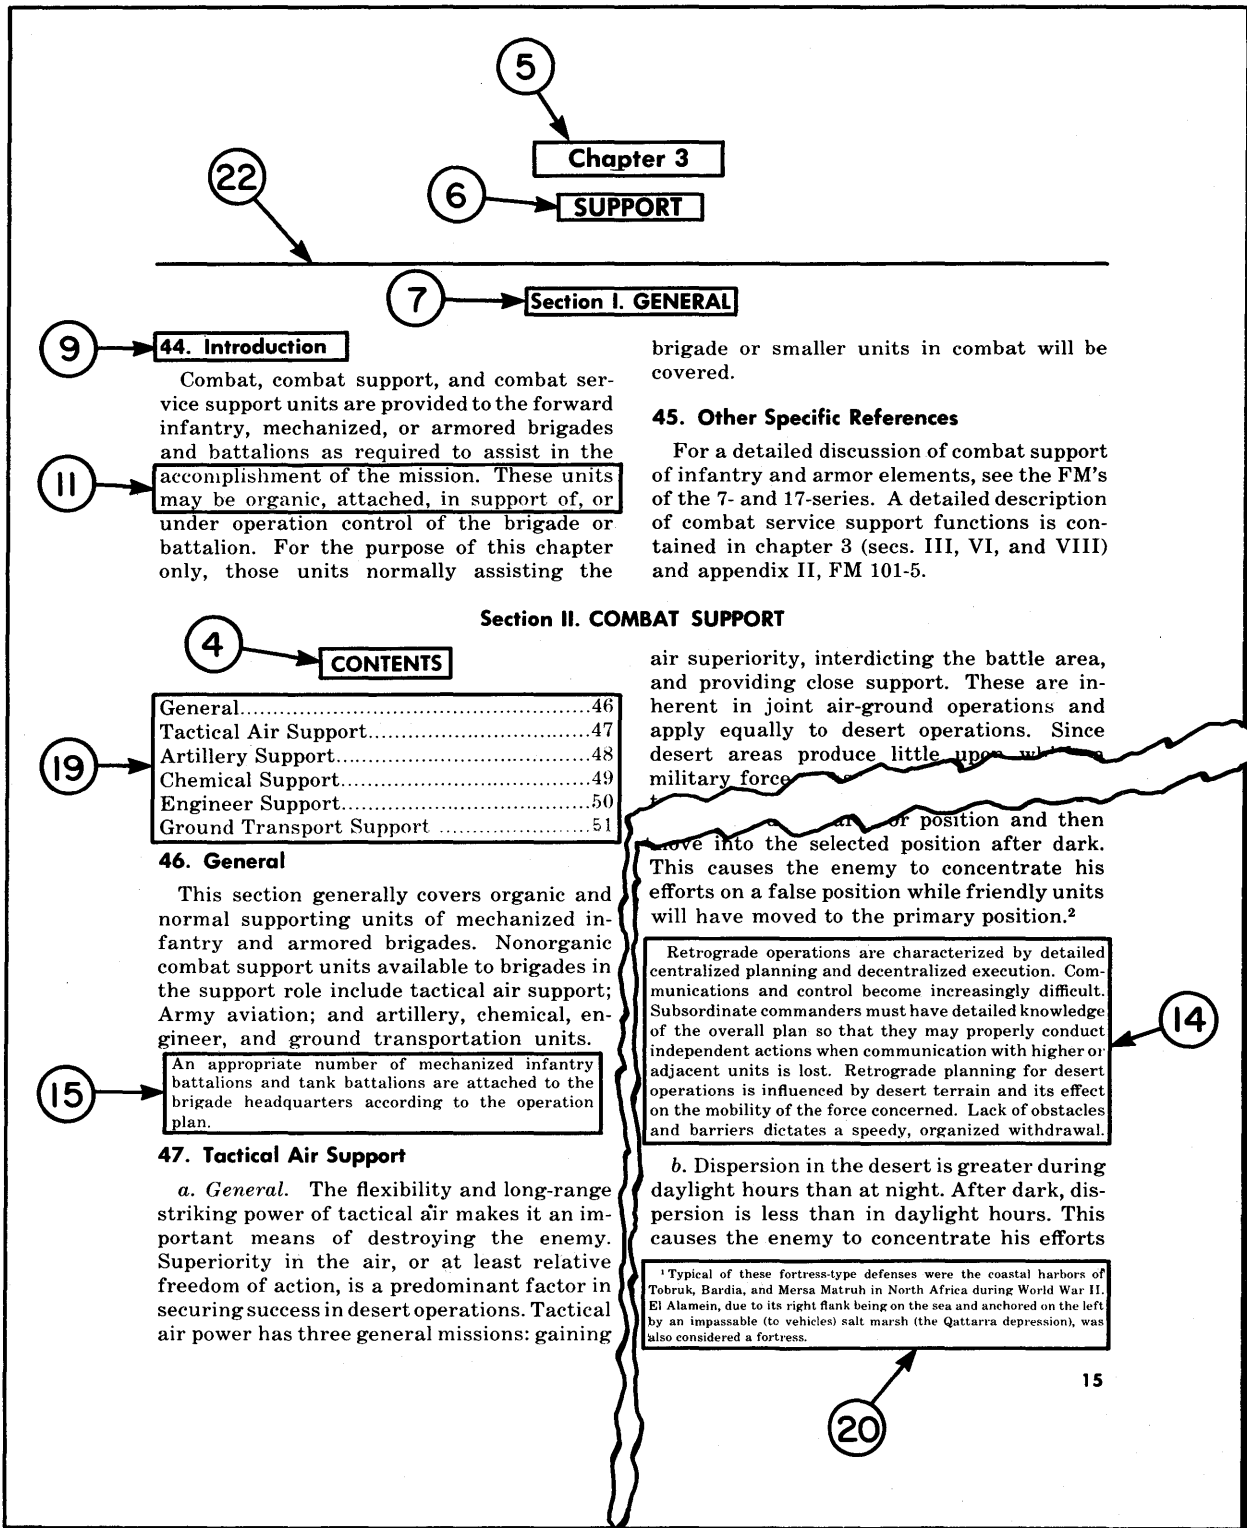 5
Chapter 3
22
6
SUPPORT
7
Section I. GENERAL
9
44. Introduction
Combat, combat support, and combat ser-
vice support units are provided to the forward
infantry, mechanized, or armored brigades
and battalions as required to assist in the
11
accomplishment of the mission. These units
may be organic, attached, in support of, or
under operation control of the brigade or
battalion. For the purpose of this chapter
only, those units normally assisting the
brigade or smaller units in combat will be
covered.
45. Other Specific References
For a detailed discussion of combat support
of infantry and armor elements, see the FM's
of the 7- and 17-series. A detailed description
of combat service support functions is con-
tained in chapter 3 (secs. III, VI, and VIII)
and appendix II, FM 101-5.
Section II. COMBAT SUPPORT
4
CONTENTS
19
General..................................................46
Tactical Air Support..................................47
Artillery Support.......................................48
Chemical Support......................................49
Engineer Support......................................50
Ground Transport Support .......................51
46. General
This section generally covers organic and
normal supporting units of mechanized in-
fantry and armored brigades. Nonorganic
combat support units available to brigades in
the support role include tactical air support;
Army aviation; and artillery, chemical, en-
gineer, and ground transportation units.
15
An appropriate number of mechanized infantry
battalions and tank battalions are attached to the
brigade headquarters according to the operation
plan.
47. Tactical Air Support
a. General. The flexibility and long-range
striking power of tactical air makes it an im-
portant means of destroying the enemy.
Superiority in the air, or at least relative
freedom of action, is a predominant factor in
securing success in desert operations. Tactical
air power has three general missions: gaining
air superiority, interdicting the battle area,
and providing close support. These are in-
herent in joint air-ground operations and
apply equally to desert operations. Since
desert areas produce little upon
military force
position and then
into the selected position after dark.
This causes the enemy to concentrate his
efforts on a false position while friendly units
will have moved to the primary position.²
Retrograde operations are characterized by detailed
centralized planning and decentralized execution. Com-
munications and control become increasingly difficult.
Subordinate commanders must have detailed knowledge
of the overall plan so that they may properly conduct
independent actions when communication with higher or
adjacent units is lost. Retrograde planning for desert
operations is influenced by desert terrain and its effect
on the mobility of the force concerned. Lack of obstacles
and barriers dictates a speedy, organized withdrawal.
14
b. Dispersion in the desert is greater during
daylight hours than at night. After dark, dis-
persion is less than in daylight hours. This
causes the enemy to concentrate his efforts
¹ Typical of these fortress-type defenses were the coastal harbors of
Tobruk, Bardia, and Mersa Matruh in North Africa during World War II.
El Alamein, due to its right flank being on the sea and anchored on the left
by an impassable (to vehicles) salt marsh (the Qattarra depression), was
also considered a fortress.
15
20